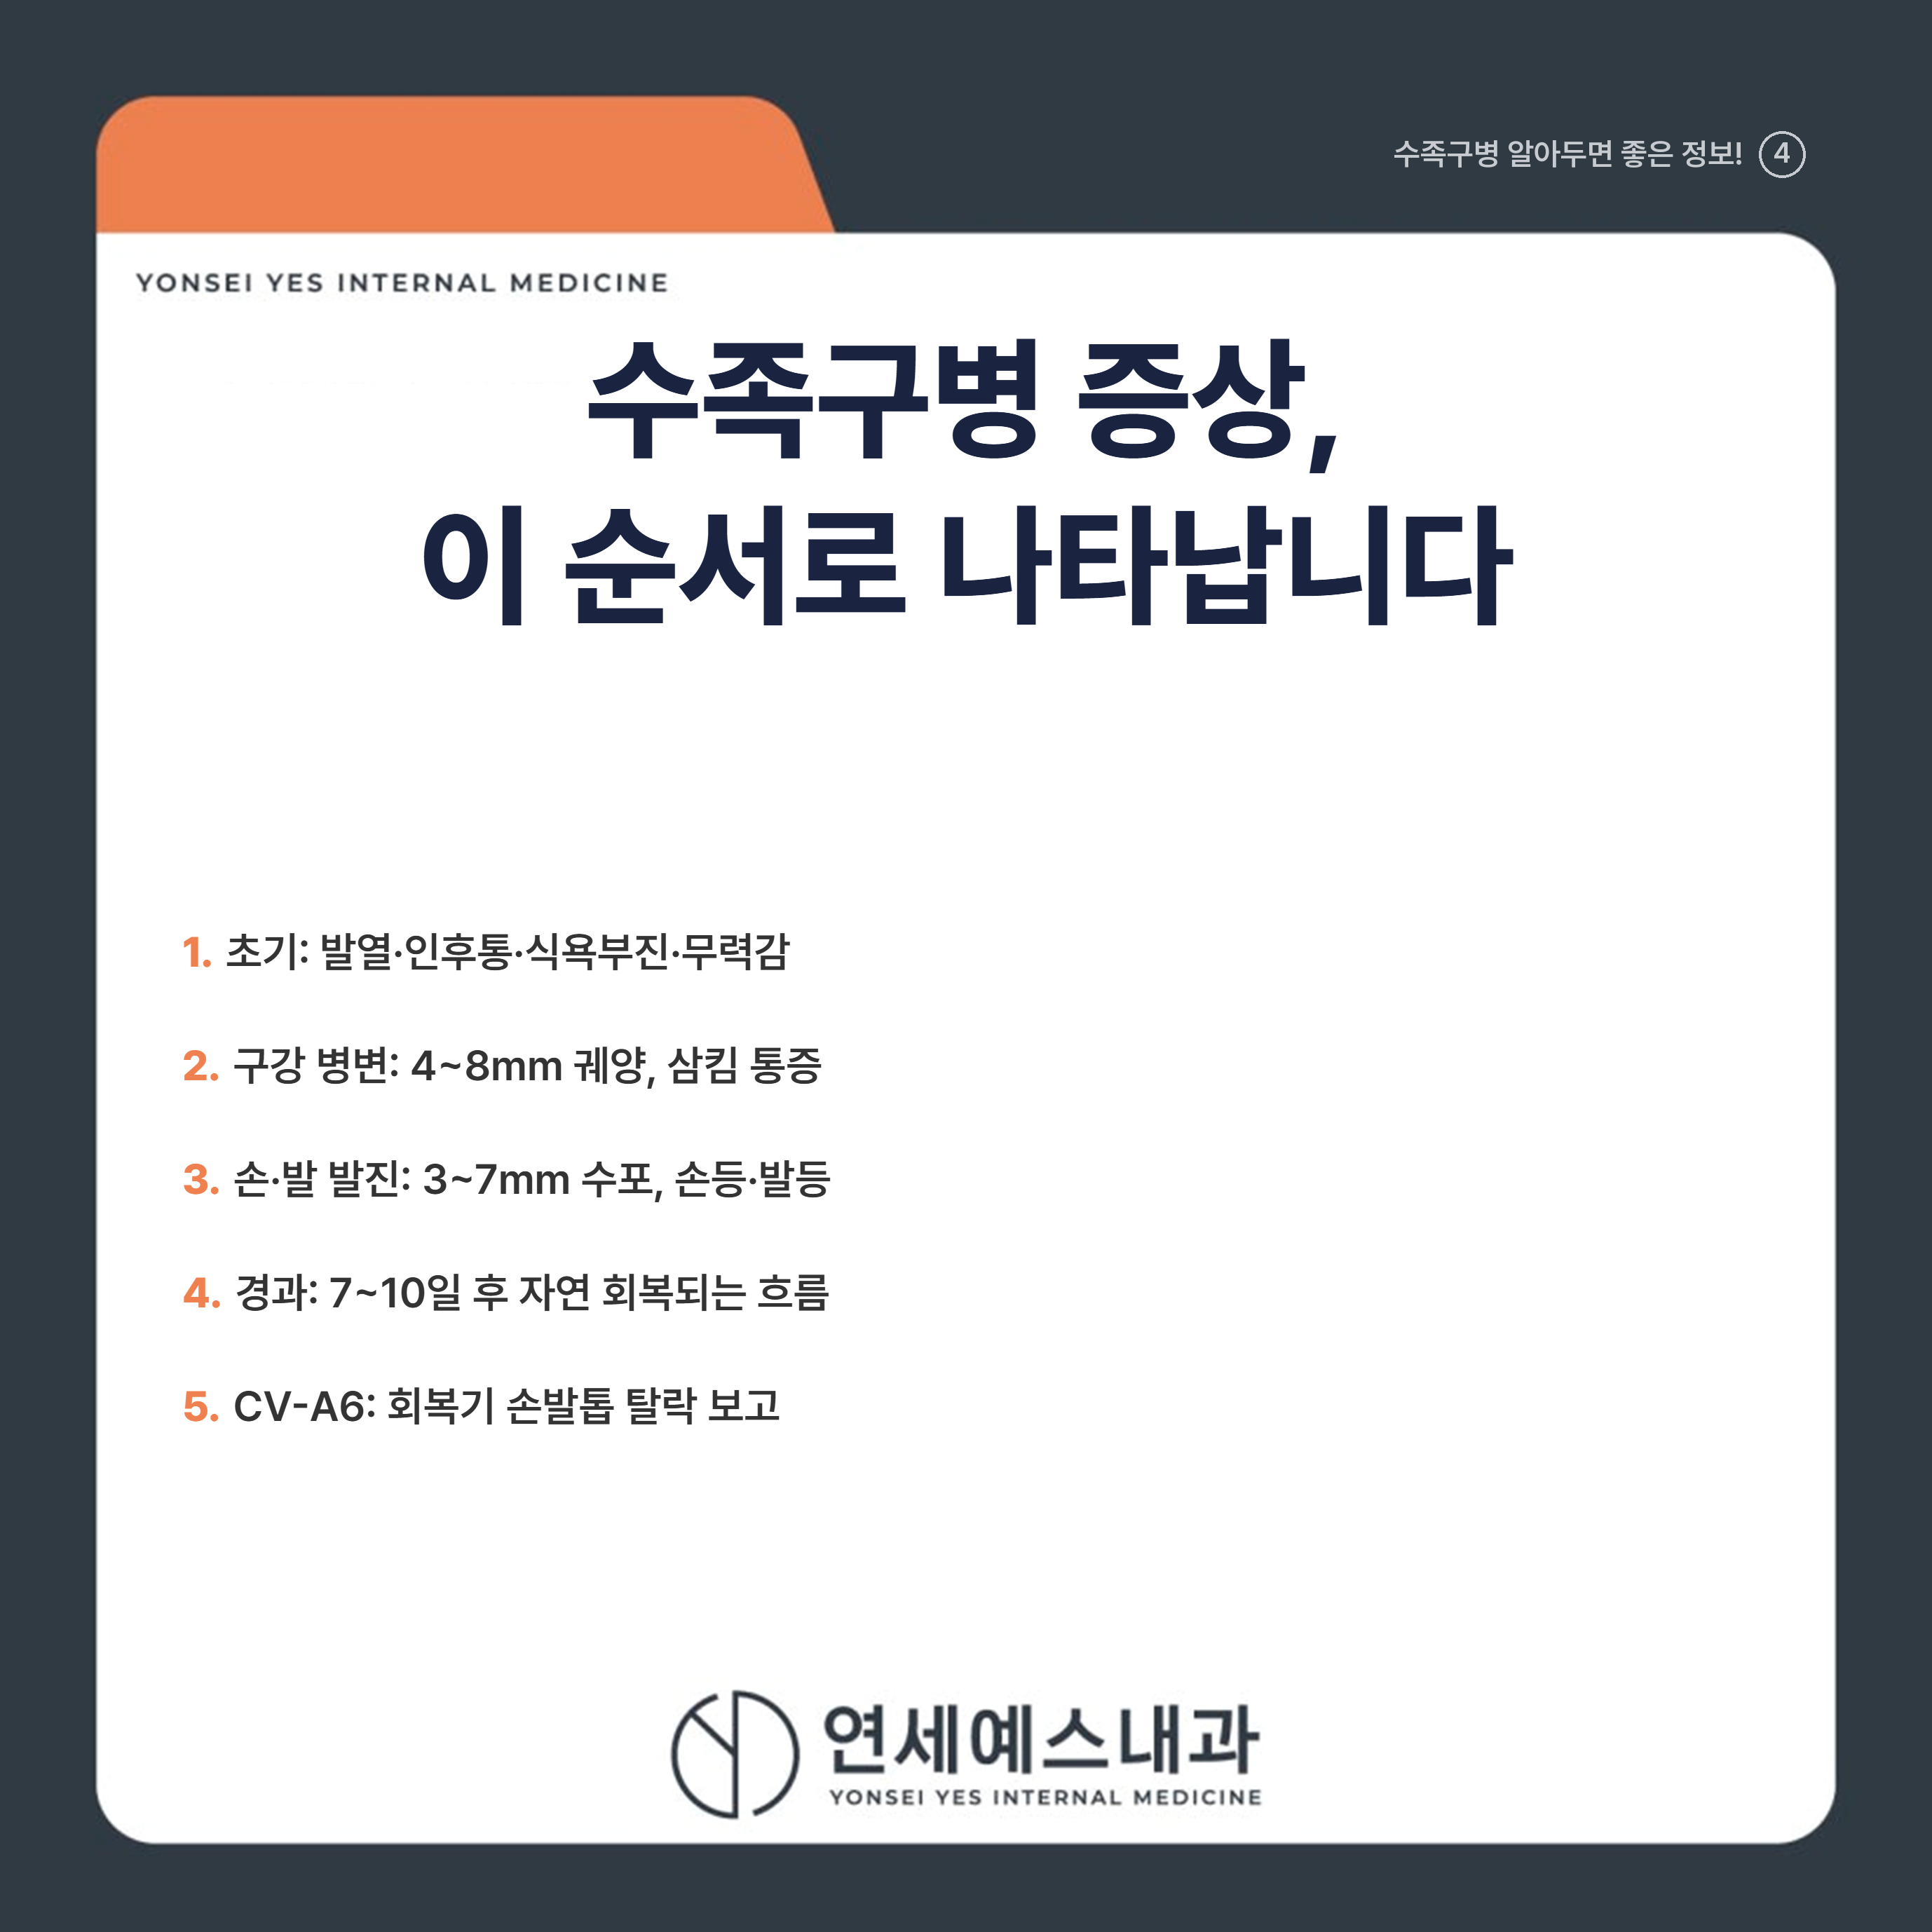 수족구병 알아두면 좋은 정보! 4
YONSEI YES INTERNAL MEDICINE
수족구병 증상,
이 순서로 나타납니다
1. 초기: 발열·인후통·식욕부진·무력감
2. 구강 병변: 4~8mm 궤양, 삼킴 통증
3. 손·발 발진: 3~7mm 수포, 손등·발등
4. 경과: 7~10일 후 자연 회복되는 흐름
5. CV-A6: 회복기 손발톱 탈락 보고
연세예스내과
YONSEI YES INTERNAL MEDICINE